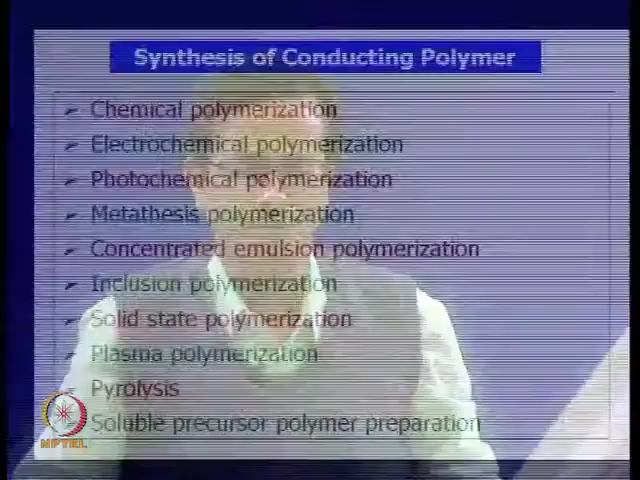 Synthesis of Conducting Polymer
Chemical polymerization
Electrochemical polymerization
Photochemical polymerization
Metathesis polymerization
Concentrated emulsion polymerization
Inclusion polymerization
Solid state polymerization
Plasma polymerization
Pyrolysis
Soluble precursor polymer preparation
NPTEL